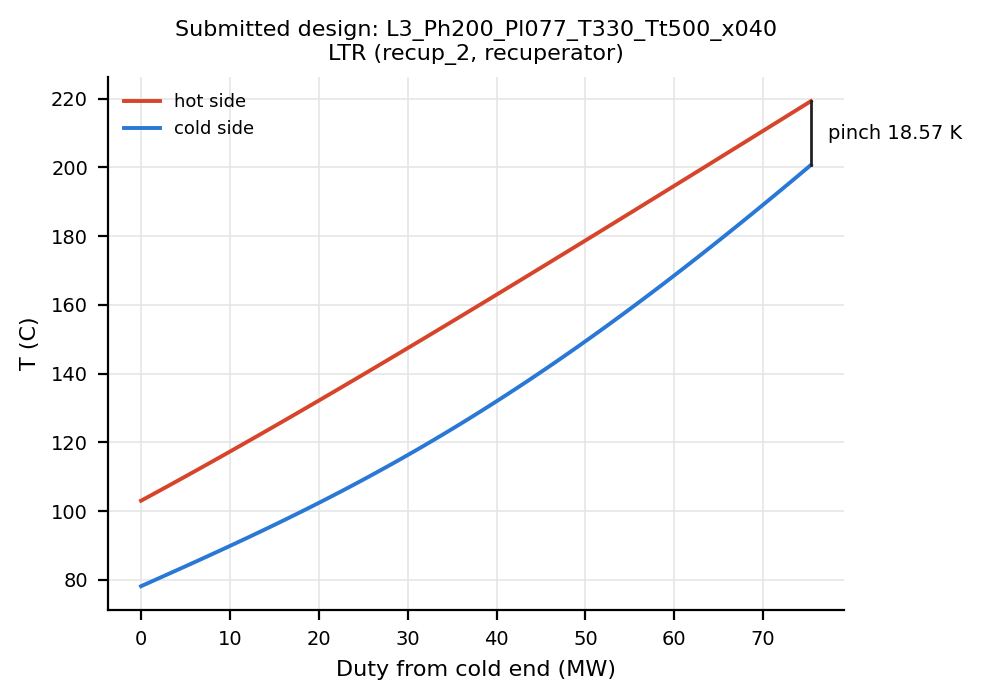 Submitted design: L3_Ph200_Pl077_T330_Tt500_x040
LTR (recup_2, recuperator)
hot side
cold side
pinch 18.57 K
T (C)
220
200
180
160
140
120
100
80
0 10 20 30 40 50 60 70
Duty from cold end (MW)